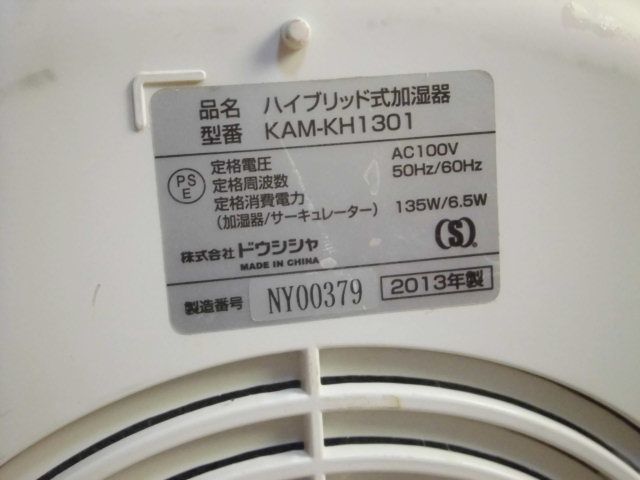 品名 ハイブリッド式加湿器
型番 KAM-KH1301
PS
E
定格電圧 AC100V
定格周波数 50Hz/60Hz
定格消費電力
(加湿器/サーキュレーター) 135W/6.5W
(S)®
株式会社 ドウシシャ
MADE IN CHINA
製造番号 NY00379 2013年製